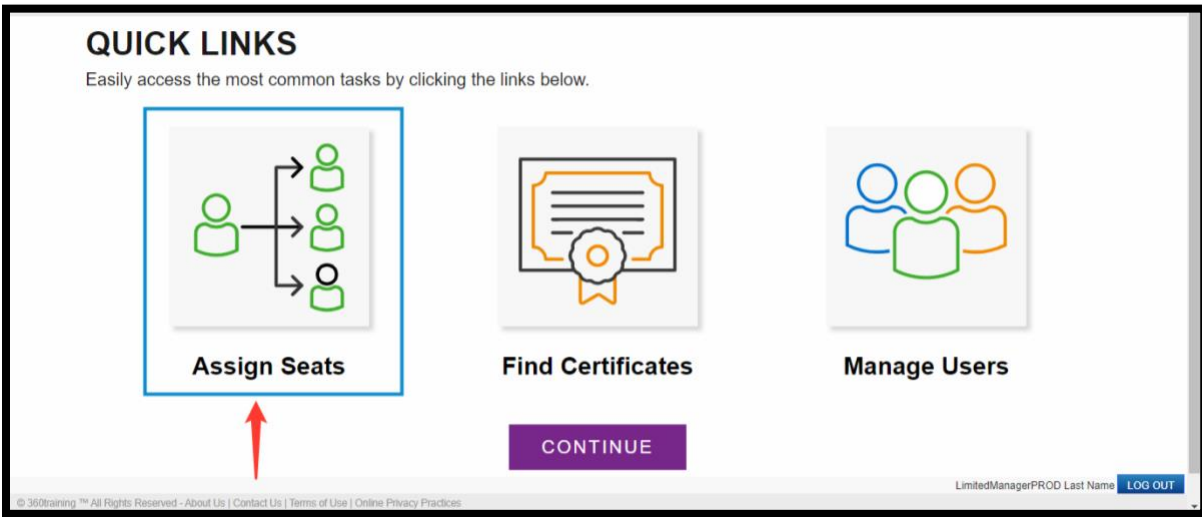 QUICK LINKS
Easily access the most common tasks by clicking the links below.
Assign Seats
Find Certificates
Manage Users
CONTINUE
LimitedManagerPROD Last Name LOG OUT
© 360training ™ All Rights Reserved - About Us | Contact Us | Terms of Use | Online Privacy Practices